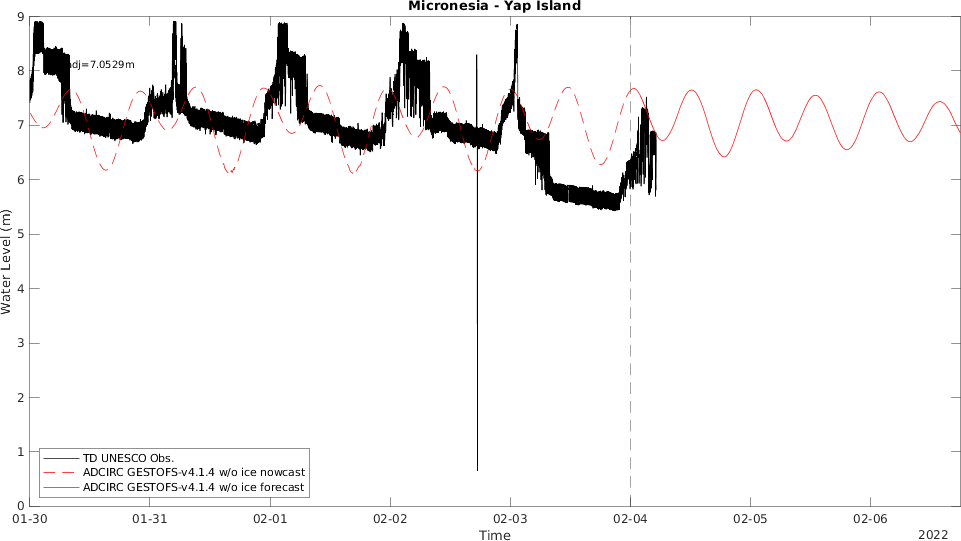 Micronesia - Yap Island
9
8
7
6
5
4
3
2
1
0
Water Level (m)
adj=7.0529m
TD UNESCO Obs.
ADCIRC GESTOFS-v4.1.4 w/o ice nowcast
ADCIRC GESTOFS-v4.1.4 w/o ice forecast
01-30 01-31 02-01 02-02 02-03 02-04 02-05 02-06
Time
2022